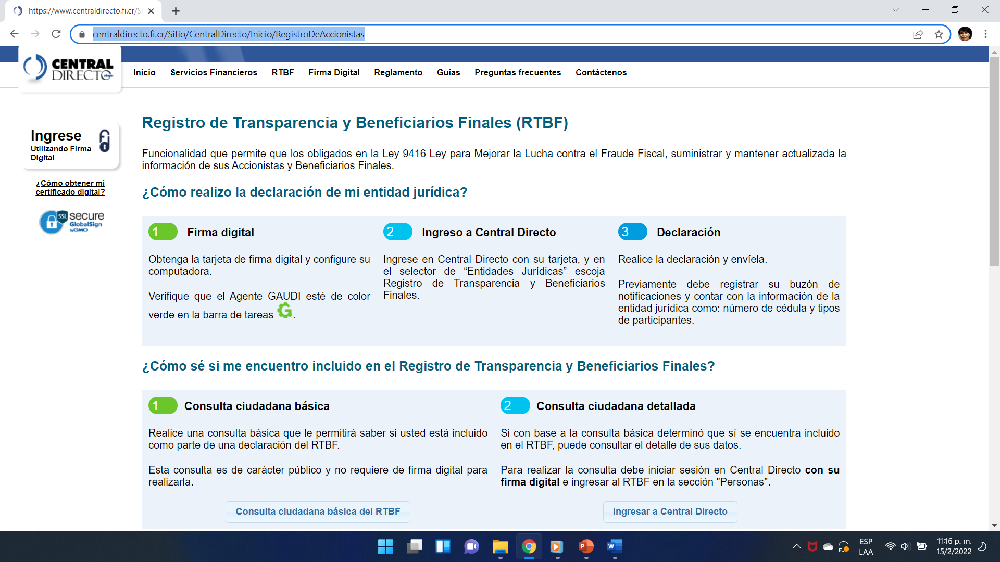 https://www.centraldirecto.fi.cr/S
centraldirecto.fi.cr/Sitio/CentralDirecto/Inicio/RegistroDeAccionistas
CENTRAL
DIRECTO
Inicio Servicios Financieros RTBF Firma Digital Reglamento Guías Preguntas frecuentes Contáctenos
Ingrese
Utilizando Firma
Digital
¿Cómo obtener mi
certificado digital?
SSL secure
GlobalSign
by GMO
Registro de Transparencia y Beneficiarios Finales (RTBF)
Funcionalidad que permite que los obligados en la Ley 9416 Ley para Mejorar la Lucha contra el Fraude Fiscal, suministrar y mantener actualizada la
información de sus Accionistas y Beneficiarios Finales.
¿Cómo realizo la declaración de mi entidad jurídica?
1 Firma digital
Obtenga la tarjeta de firma digital y configure su
computadora.
Verifique que el Agente GAUDI esté de color
verde en la barra de tareas G.
2 Ingreso a Central Directo
Ingrese en Central Directo con su tarjeta, y en
el selector de “Entidades Jurídicas” escoja
Registro de Transparencia y Beneficiarios
Finales.
3 Declaración
Realice la declaración y envíela.
Previamente debe registrar su buzón de
notificaciones y contar con la información de la
entidad jurídica como: número de cédula y tipos
de participantes.
¿Cómo sé si me encuentro incluido en el Registro de Transparencia y Beneficiarios Finales?
1 Consulta ciudadana básica
Realice una consulta básica que le permitirá saber si usted está incluido
como parte de una declaración del RTBF.
Esta consulta es de carácter público y no requiere de firma digital para
realizarla.
Consulta ciudadana básica del RTBF
2 Consulta ciudadana detallada
Si con base a la consulta básica determinó que sí se encuentra incluido
en el RTBF, puede consultar el detalle de sus datos.
Para realizar la consulta debe iniciar sesión en Central Directo con su
firma digital e ingresar al RTBF en la sección "Personas".
Ingresar a Central Directo
ESP
LAA
11:16 p. m.
15/2/2022